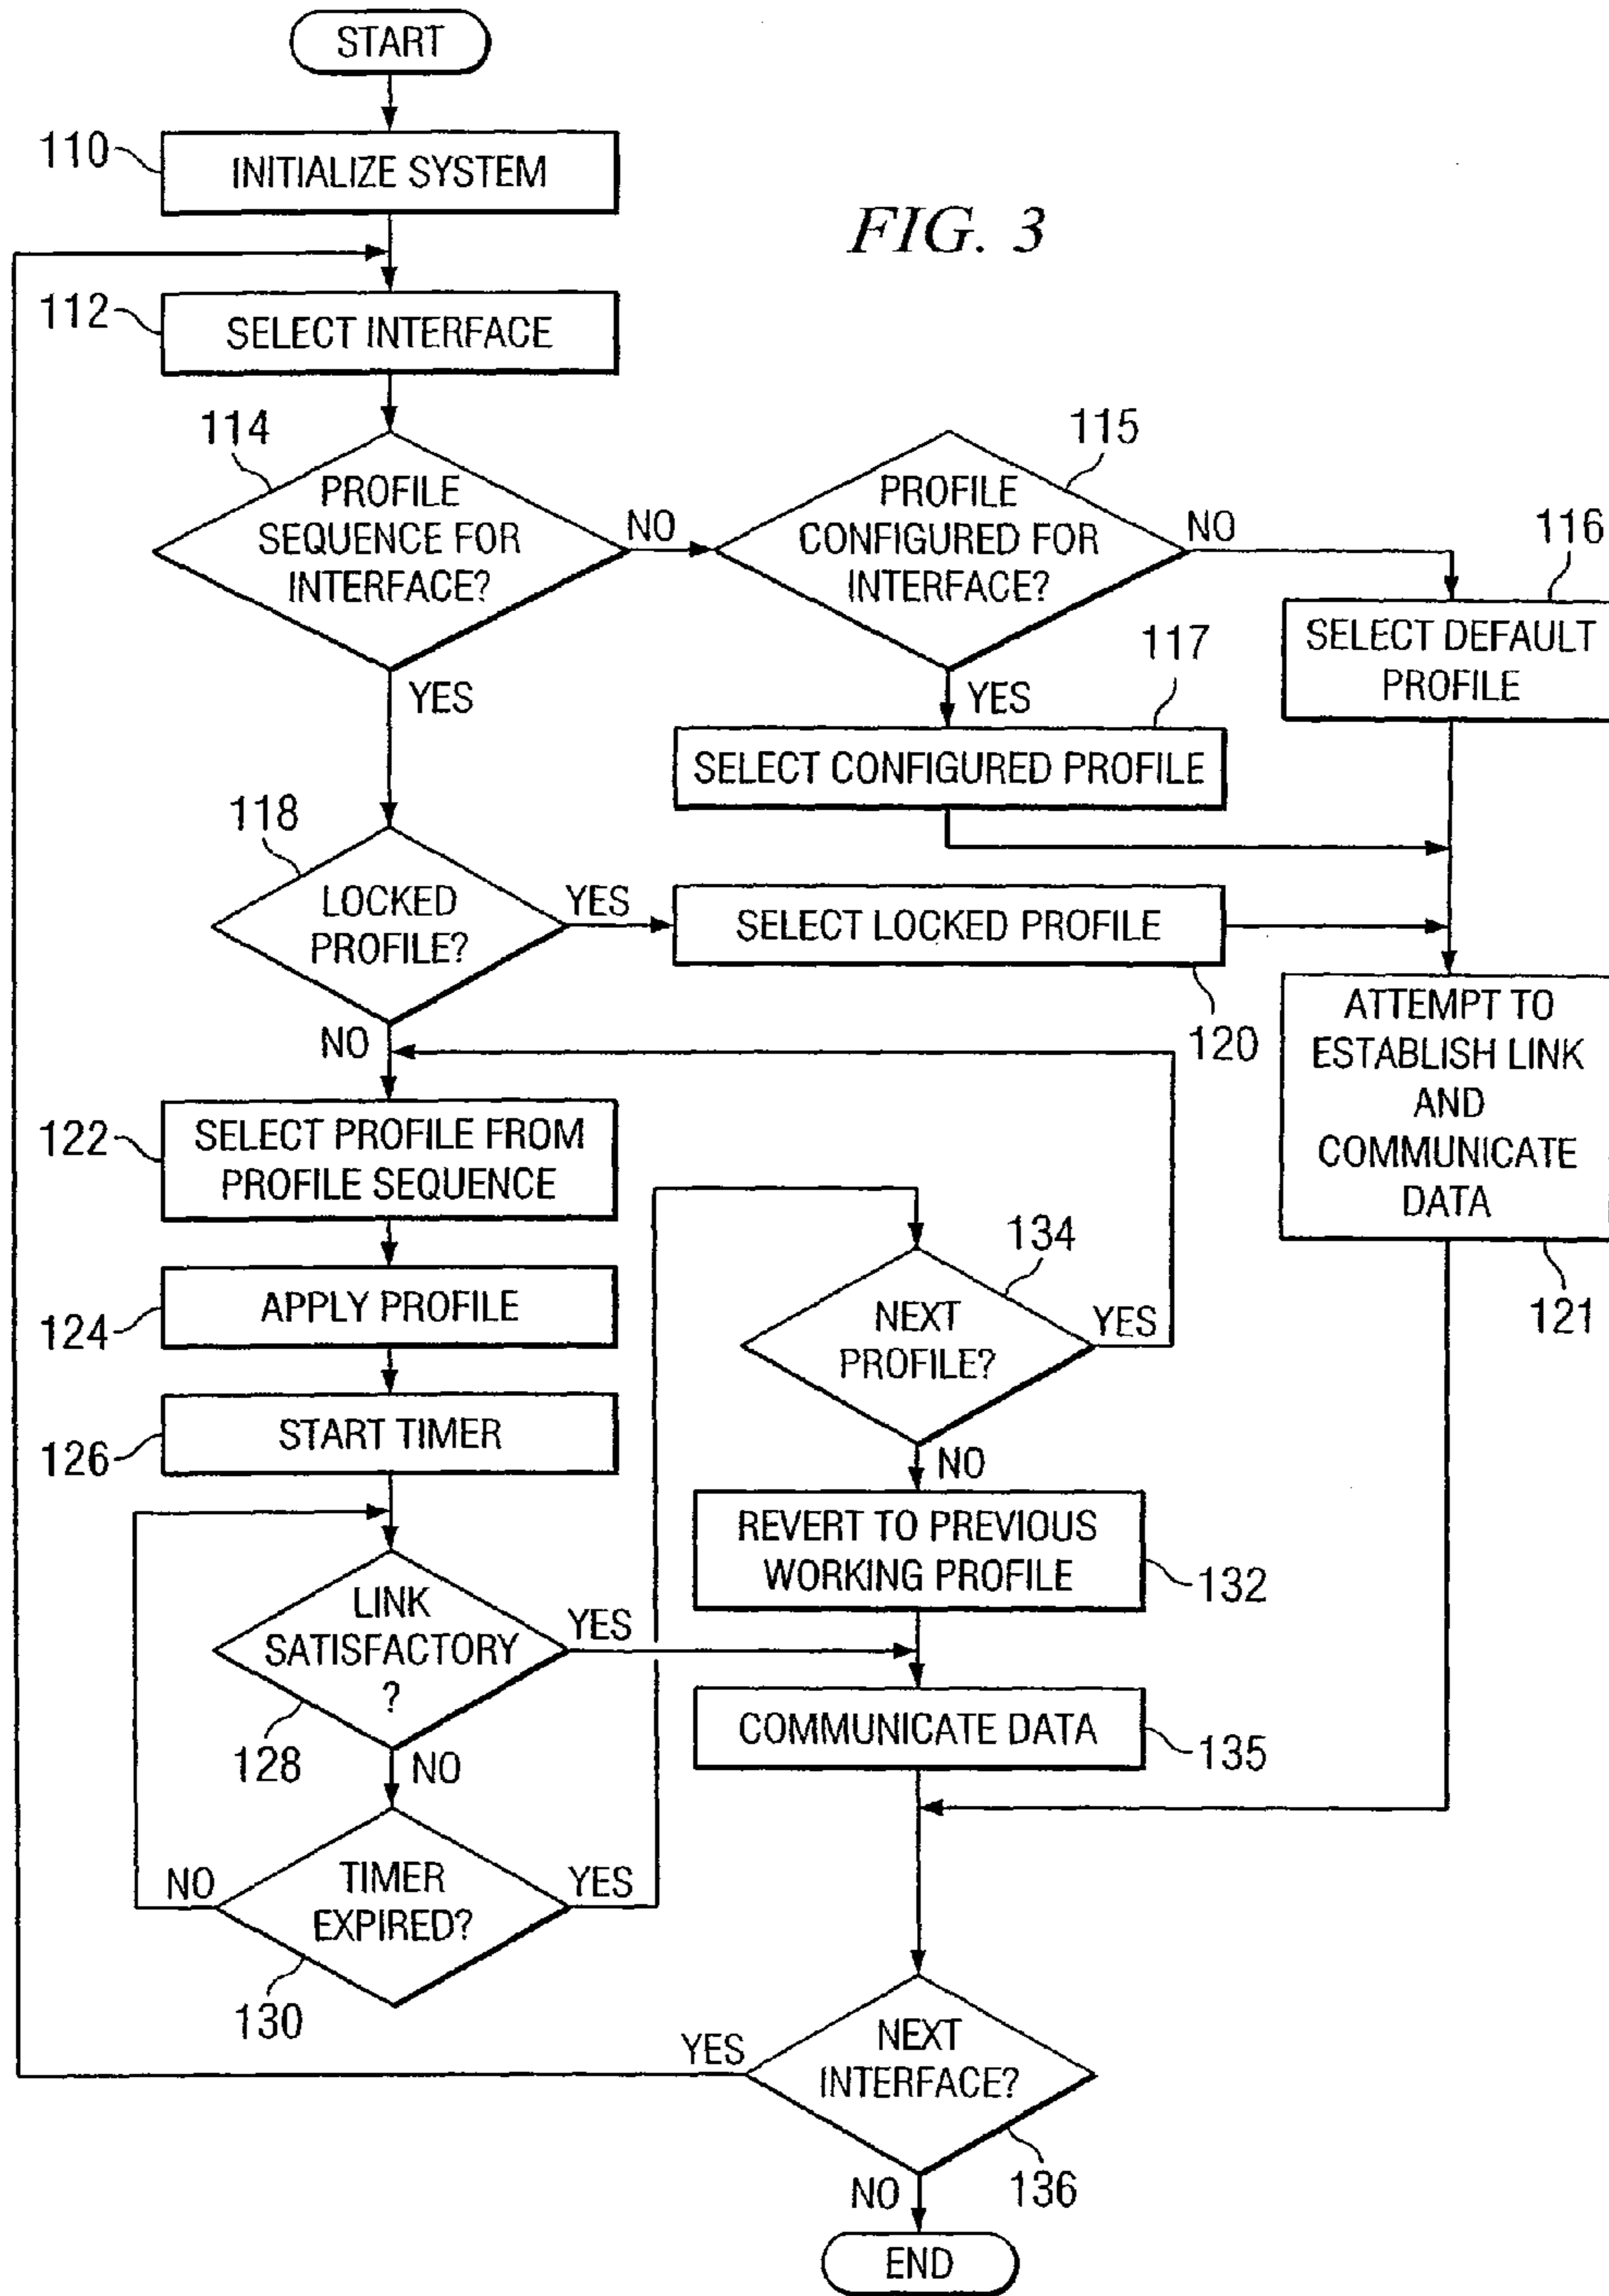 START
110
INITIALIZE SYSTEM
FIG. 3
112
SELECT INTERFACE
114
PROFILE
SEQUENCE FOR
INTERFACE?
NO
YES
115
PROFILE
CONFIGURED FOR
INTERFACE?
NO
YES
116
SELECT DEFAULT
PROFILE
117
SELECT CONFIGURED PROFILE
118
LOCKED
PROFILE?
YES
NO
SELECT LOCKED PROFILE
120
ATTEMPT TO
ESTABLISH LINK
AND
COMMUNICATE
DATA
121
122
SELECT PROFILE FROM
PROFILE SEQUENCE
124
APPLY PROFILE
126
START TIMER
134
NEXT
PROFILE?
YES
NO
REVERT TO PREVIOUS
WORKING PROFILE
132
LINK
SATISFACTORY
?
YES
128
NO
COMMUNICATE DATA
135
NO
TIMER
EXPIRED?
YES
130
YES
NEXT
INTERFACE?
136
NO
END